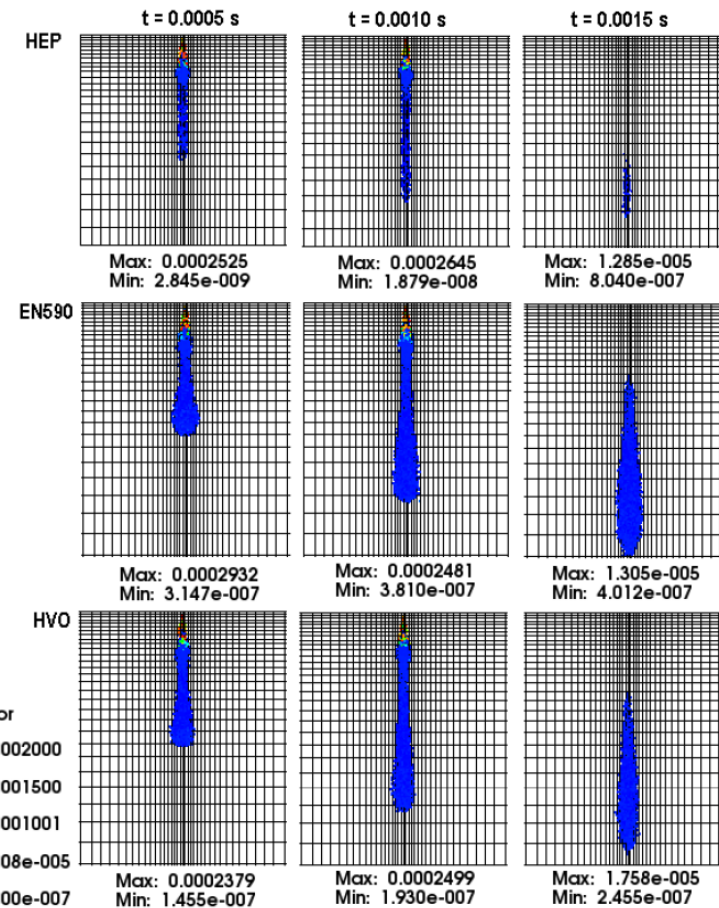 t = 0.0005 s t = 0.0010 s t = 0.0015 s
HEP
Max: 0.0002525 Max: 0.0002645 Max: 1.285e-005
Min: 2.845e-009 Min: 1.879e-008 Min: 8.040e-007
EN590
Max: 0.0002932 Max: 0.0002481 Max: 1.305e-005
Min: 3.147e-007 Min: 3.810e-007 Min: 4.012e-007
HVO
or
002000
001500
001001
08e-005
00e-007
Max: 0.0002379 Max: 0.0002499 Max: 1.758e-005
Min: 1.455e-007 Min: 1.930e-007 Min: 2.455e-007